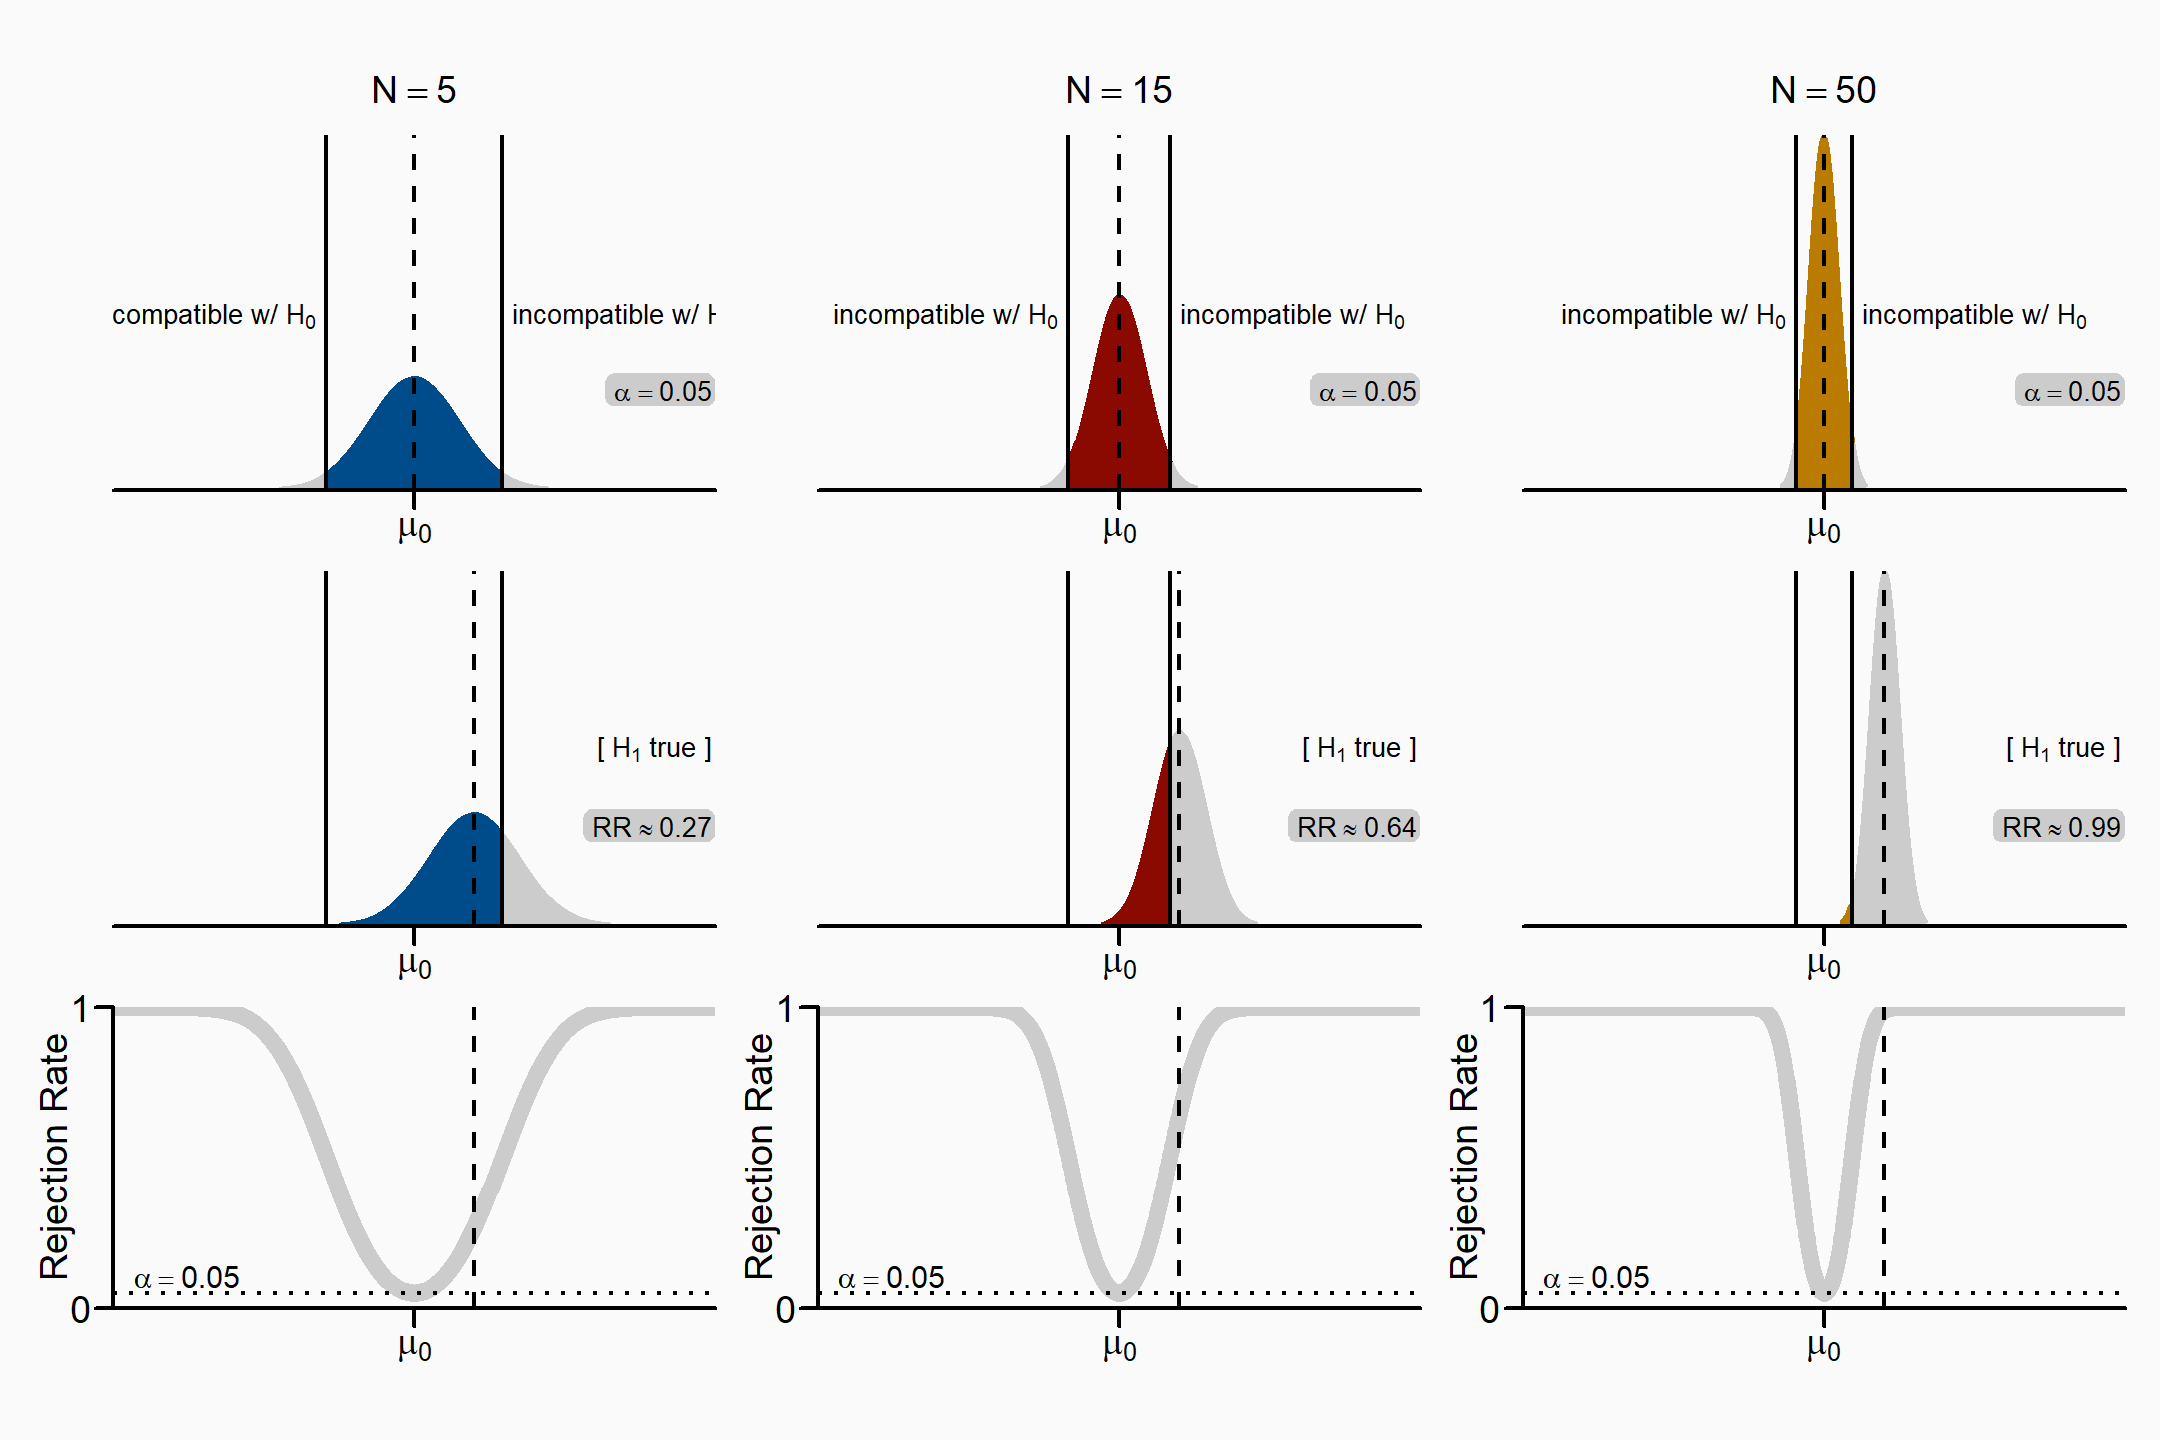 N = 5
N = 15
N = 50
compatible w/ H₀
incompatible w/ H
incompatible w/ H₀
incompatible w/ H₀
incompatible w/ H₀
incompatible w/ H₀
α = 0.05
α = 0.05
α = 0.05
μ₀
μ₀
μ₀
[ H₁ true ]
[ H₁ true ]
[ H₁ true ]
RR ≈ 0.27
RR ≈ 0.64
RR ≈ 0.99
μ₀
μ₀
μ₀
1
Rejection Rate
α = 0.05
0
μ₀
1
Rejection Rate
α = 0.05
0
μ₀
1
Rejection Rate
α = 0.05
0
μ₀